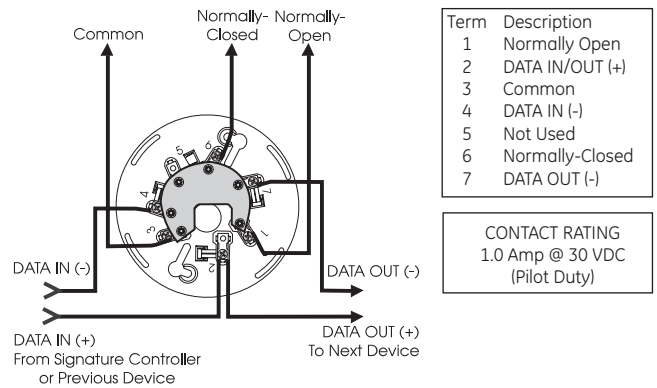 Common
Normally-
Closed
Normally-
Open
Term Description
1 Normally Open
2 DATA IN/OUT (+)
3 Common
4 DATA IN (-)
5 Not Used
6 Normally-Closed
7 DATA OUT (-)
CONTACT RATING
1.0 Amp @ 30 VDC
(Pilot Duty)
6
5
4
7
3
1
2
DATA IN (-)
DATA OUT (-)
DATA IN (+)
From Signature Controller
or Previous Device
DATA OUT (+)
To Next Device